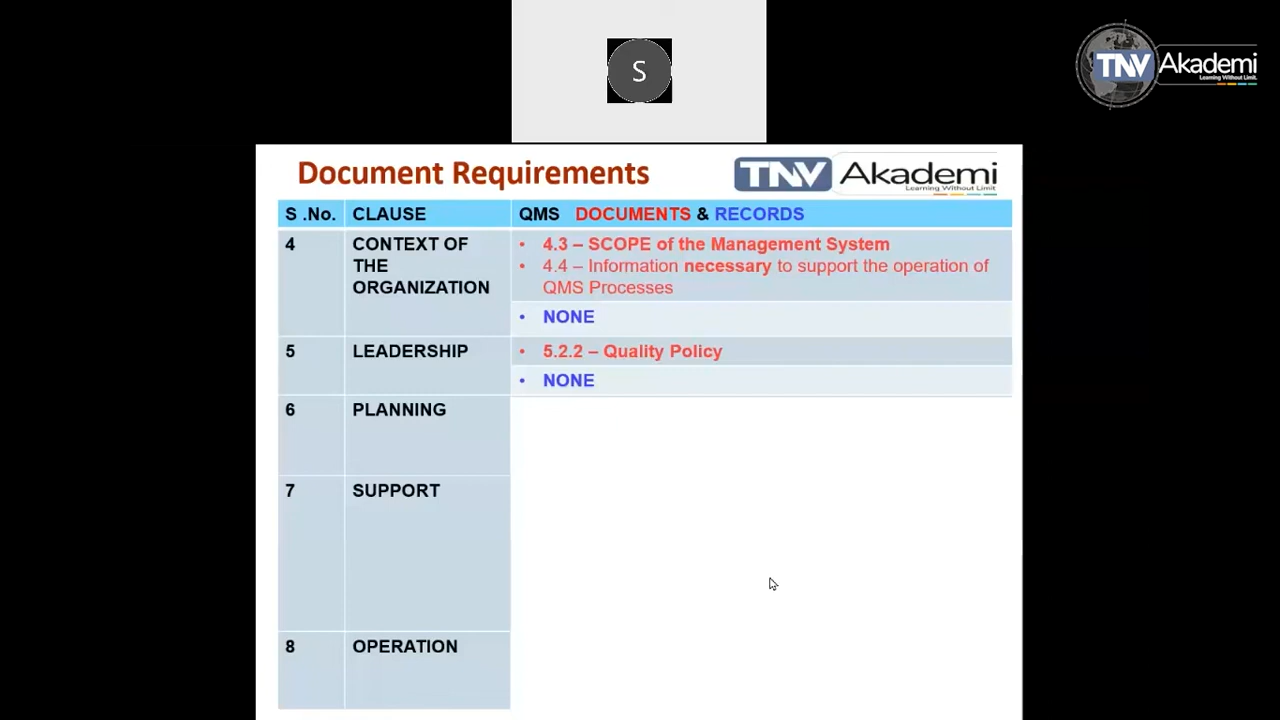 S
TNV Akademi
Learning Without Limit.
Document Requirements
TNV Akademi
Learning Without Limit
S .No. CLAUSE QMS DOCUMENTS & RECORDS
4 CONTEXT OF THE ORGANIZATION
• 4.3 – SCOPE of the Management System
• 4.4 – Information necessary to support the operation of
QMS Processes
• NONE
5 LEADERSHIP • 5.2.2 – Quality Policy
• NONE
6 PLANNING
7 SUPPORT
8 OPERATION